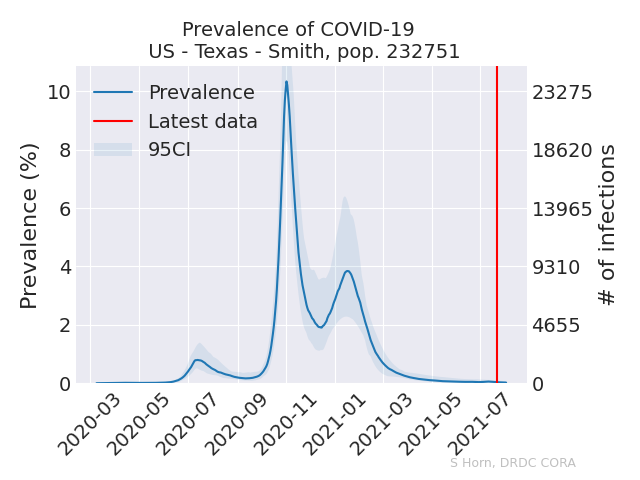 Prevalence of COVID-19
US - Texas - Smith, pop. 232751
Prevalence
Latest data
95CI
Prevalence (%)
10
8
6
4
2
0
23275
18620
13965
9310
4655
0
# of infections
2020-03
2020-05
2020-07
2020-09
2020-11
2021-01
2021-03
2021-05
2021-07
S Horn, DRDC CORA